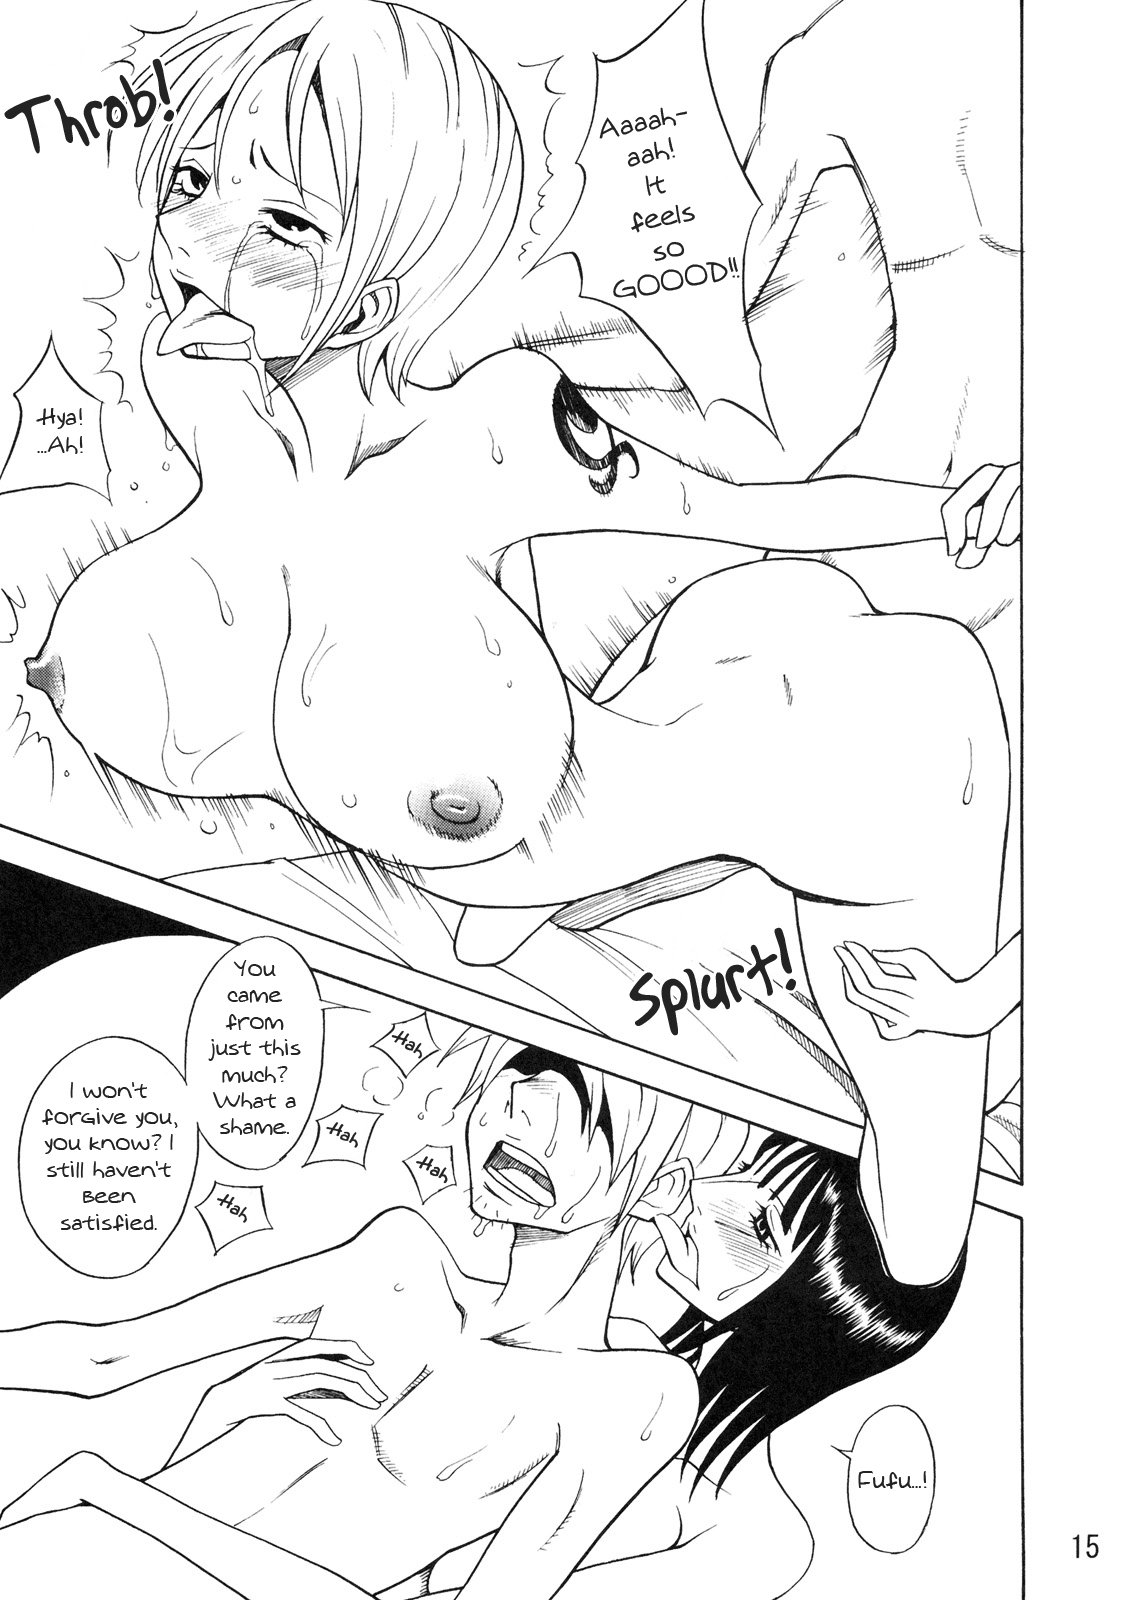 Throb!
Aaaah-
aah!
It
feels
so
GOOOD!!
Hya!
...Ah!
Splurt!
You
came
from
just this
much?
What a
shame.
I won't
forgive you,
you know? I
still haven't
been
satisfied.
Hah
Hah
Hah
Hah
Fufu...!
15